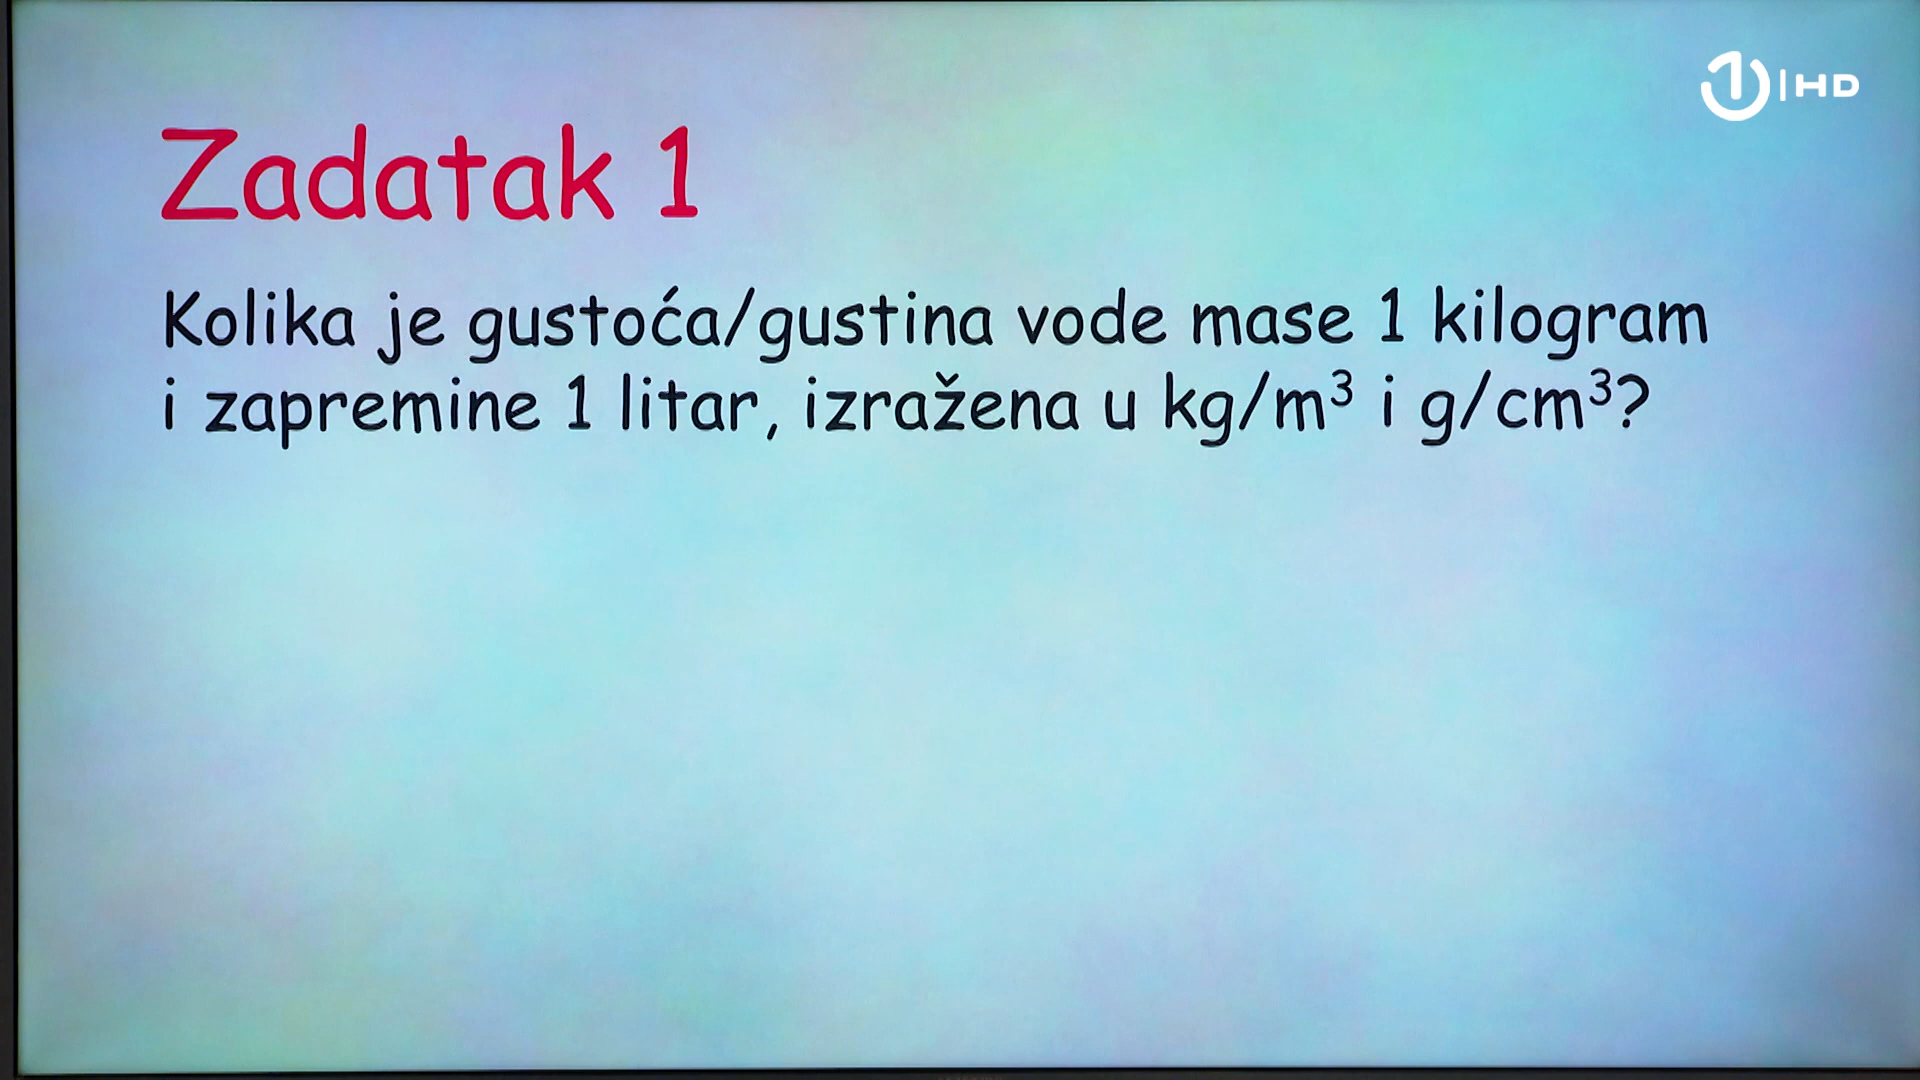 1 HD
Zadatak 1
Kolika je gustoća/gustina vode mase 1 kilogram
i zapremine 1 litar, izražena u kg/m³ i g/cm³?